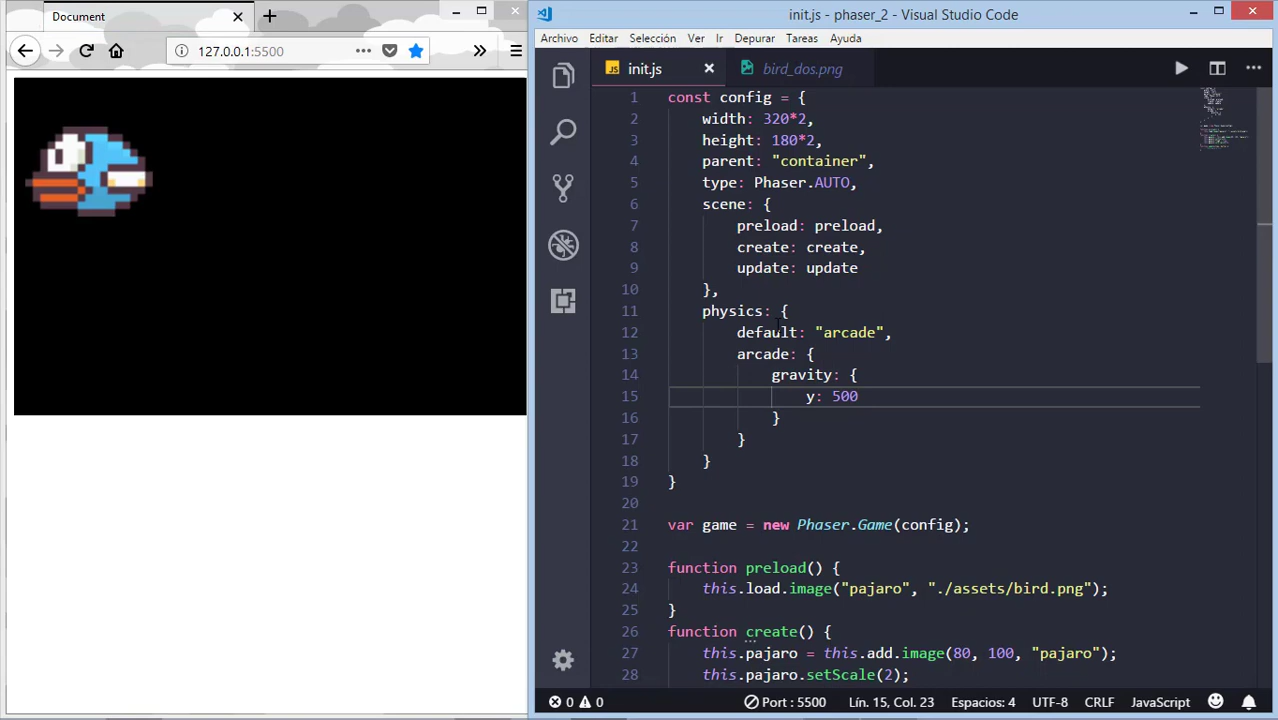 Document
127.0.0.1:5500
init.js - phaser_2 - Visual Studio Code
Archivo Editar Selección Ver Ir Depurar Tareas Ayuda
JS init.js
bird_dos.png
1 const config = {
2 width: 320*2,
3 height: 180*2,
4 parent: "container",
5 type: Phaser.AUTO,
6 scene: {
7 preload: preload,
8 create: create,
9 update: update
10 },
11 physics: {
12 default: "arcade",
13 arcade: {
14 gravity: {
15 y: 500
16 }
17 }
18 }
19 }
20
21 var game = new Phaser.Game(config);
22
23 function preload() {
24 this.load.image("pajaro", "./assets/bird.png");
25 }
26 function create() {
27 this.pajaro = this.add.image(80, 100, "pajaro");
28 this.pajaro.setScale(2);
0 0 Port : 5500 Lín. 15, Col. 23 Espacios: 4 UTF-8 CRLF JavaScript